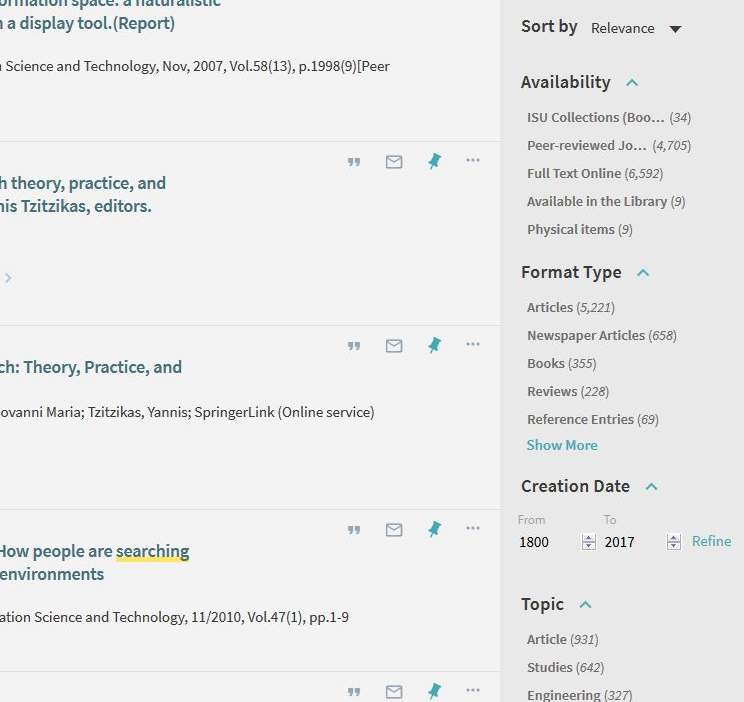 ormation space: a naturalistic
a display tool.(Report)
Science and Technology, Nov, 2007, Vol.58(13), p.1998(9)[Peer
h theory, practice, and
nis Tzitzikas, editors.
ch: Theory, Practice, and
ovanni Maria; Tzitzikas, Yannis; SpringerLink (Online service)
How people are searching
environments
ation Science and Technology, 11/2010, Vol.47(1), pp.1-9
Sort by Relevance
Availability
ISU Collections (Boo... (34)
Peer-reviewed Jo... (4,705)
Full Text Online (6,592)
Available in the Library (9)
Physical items (9)
Format Type
Articles (5,221)
Newspaper Articles (658)
Books (355)
Reviews (228)
Reference Entries (69)
Show More
Creation Date
From To
1800 2017 Refine
Topic
Article (931)
Studies (642)
Engineering (327)